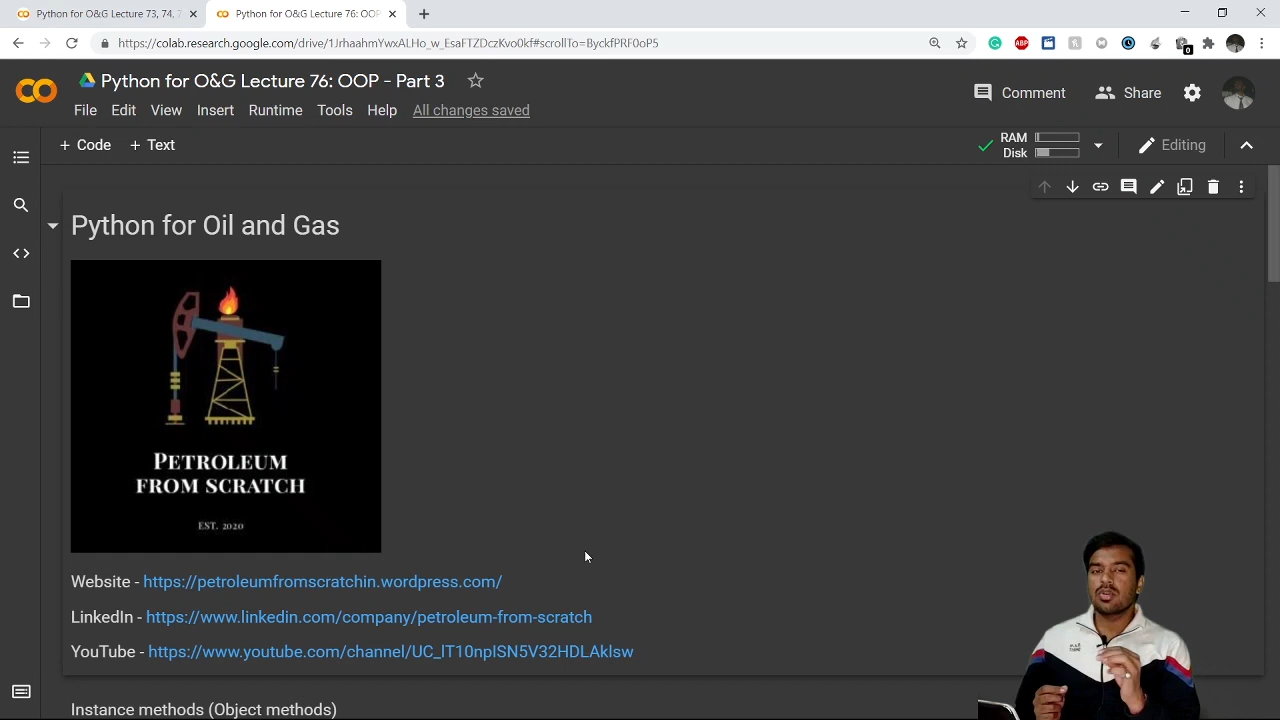 Python for O&G Lecture 73, 74, 7
Python for O&G Lecture 76: OOP
https://colab.research.google.com/drive/1JrhaahnYwxALHo_w_EsaFTZDczKvo0kf#scrollTo=ByckfPRF0oP5
ABP
0
Python for O&G Lecture 76: OOP - Part 3
Comment
Share
File Edit View Insert Runtime Tools Help All changes saved
+ Code + Text
RAM
Disk
Editing
Python for Oil and Gas
PETROLEUM
FROM SCRATCH
EST. 2020
Website - https://petroleumfromscratchin.wordpress.com/
LinkedIn - https://www.linkedin.com/company/petroleum-from-scratch
YouTube - https://www.youtube.com/channel/UC_lT10npISN5V32HDLAklsw
Instance methods (Object methods)